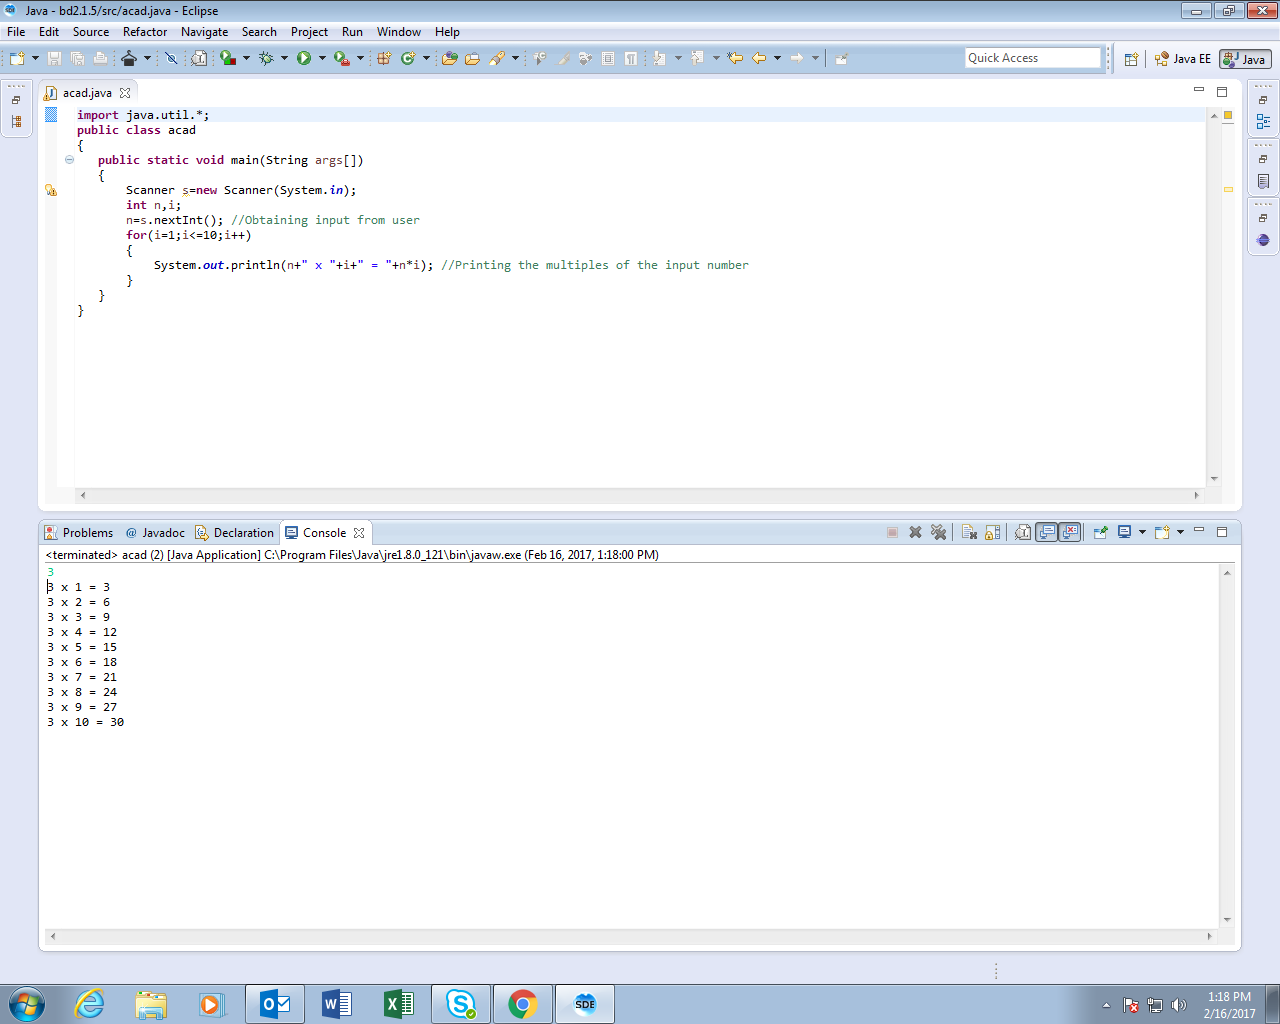 Java - bd2.1.5/src/acad.java - Eclipse
File Edit Source Refactor Navigate Search Project Run Window Help
Quick Access Java EE Java
acad.java
import java.util.*;
public class acad
{
public static void main(String args[])
{
Scanner s=new Scanner(System.in);
int n,i;
n=s.nextInt(); //Obtaining input from user
for(i=1;i<=10;i++)
{
System.out.println(n+" x "+i+" = "+n*i); //Printing the multiples of the input number
}
}
}
Problems @ Javadoc Declaration Console
<terminated> acad (2) [Java Application] C:\Program Files\Java\jre1.8.0_121\bin\javaw.exe (Feb 16, 2017, 1:18:00 PM)
3
3 x 1 = 3
3 x 2 = 6
3 x 3 = 9
3 x 4 = 12
3 x 5 = 15
3 x 6 = 18
3 x 7 = 21
3 x 8 = 24
3 x 9 = 27
3 x 10 = 30
SDE
1:18 PM
2/16/2017